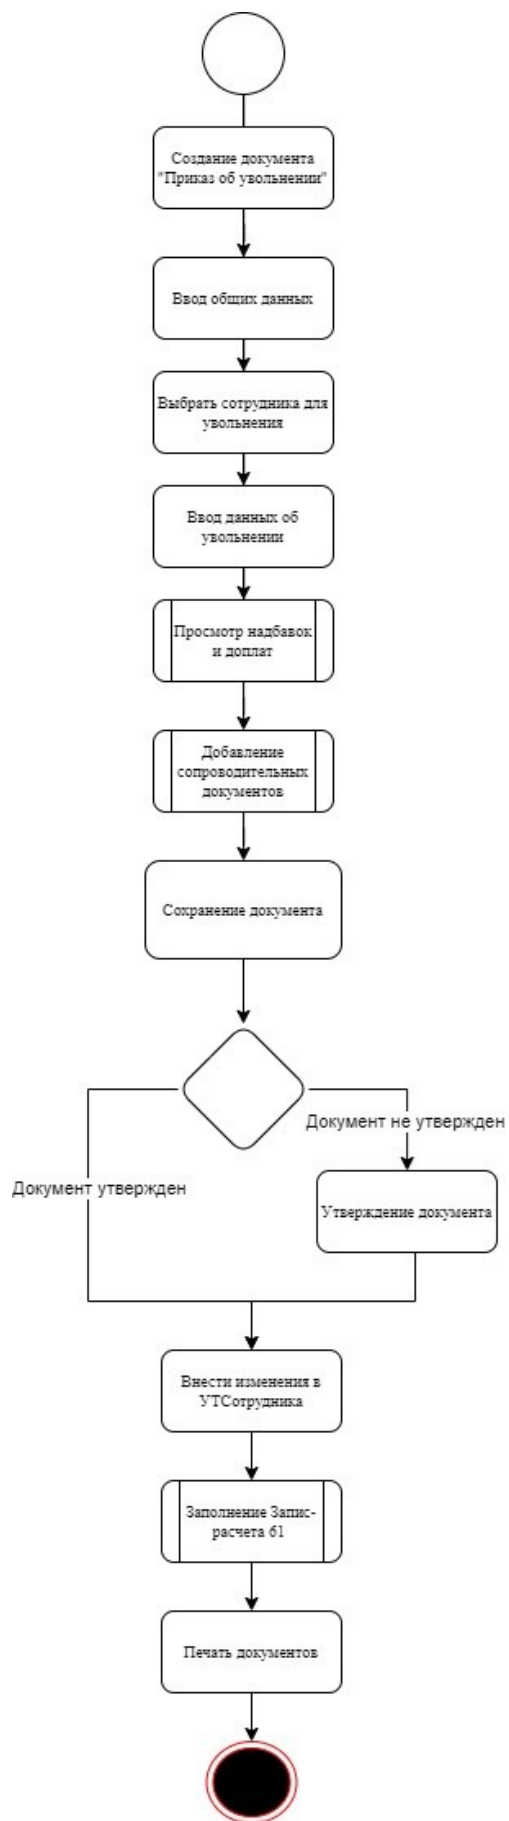 Создание документа
"Приказ об увольнении"
Ввод общих данных
Выбрать сотрудника для
увольнения
Ввод данных об
увольнении
Просмотр надбавок
и доплат
Добавление
сопроводительных
документов
Сохранение документа
Документ не утвержден
Документ утвержден
Утверждение документа
Внести изменения в
УТСотрудника
Заполнение Запис-
расчета 61
Печать документов